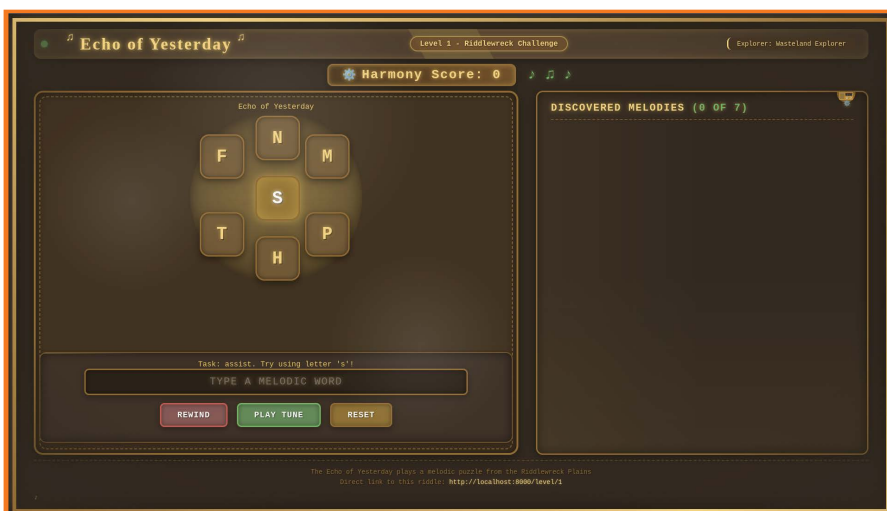 Echo of Yesterday
Level 1 - Riddlewreck Challenge
Explorer: Wasteland Explorer
Harmony Score: 0
Echo of Yesterday
N
F
M
S
T
P
H
Task: assist. Try using letter 's'!
TYPE A MELODIC WORD
REWIND
PLAY TUNE
RESET
DISCOVERED MELODIES (0 OF 7)
The Echo of Yesterday plays a melodic puzzle from the Riddlewreck Plains
Direct link to this riddle: http://localhost:8000/level/1